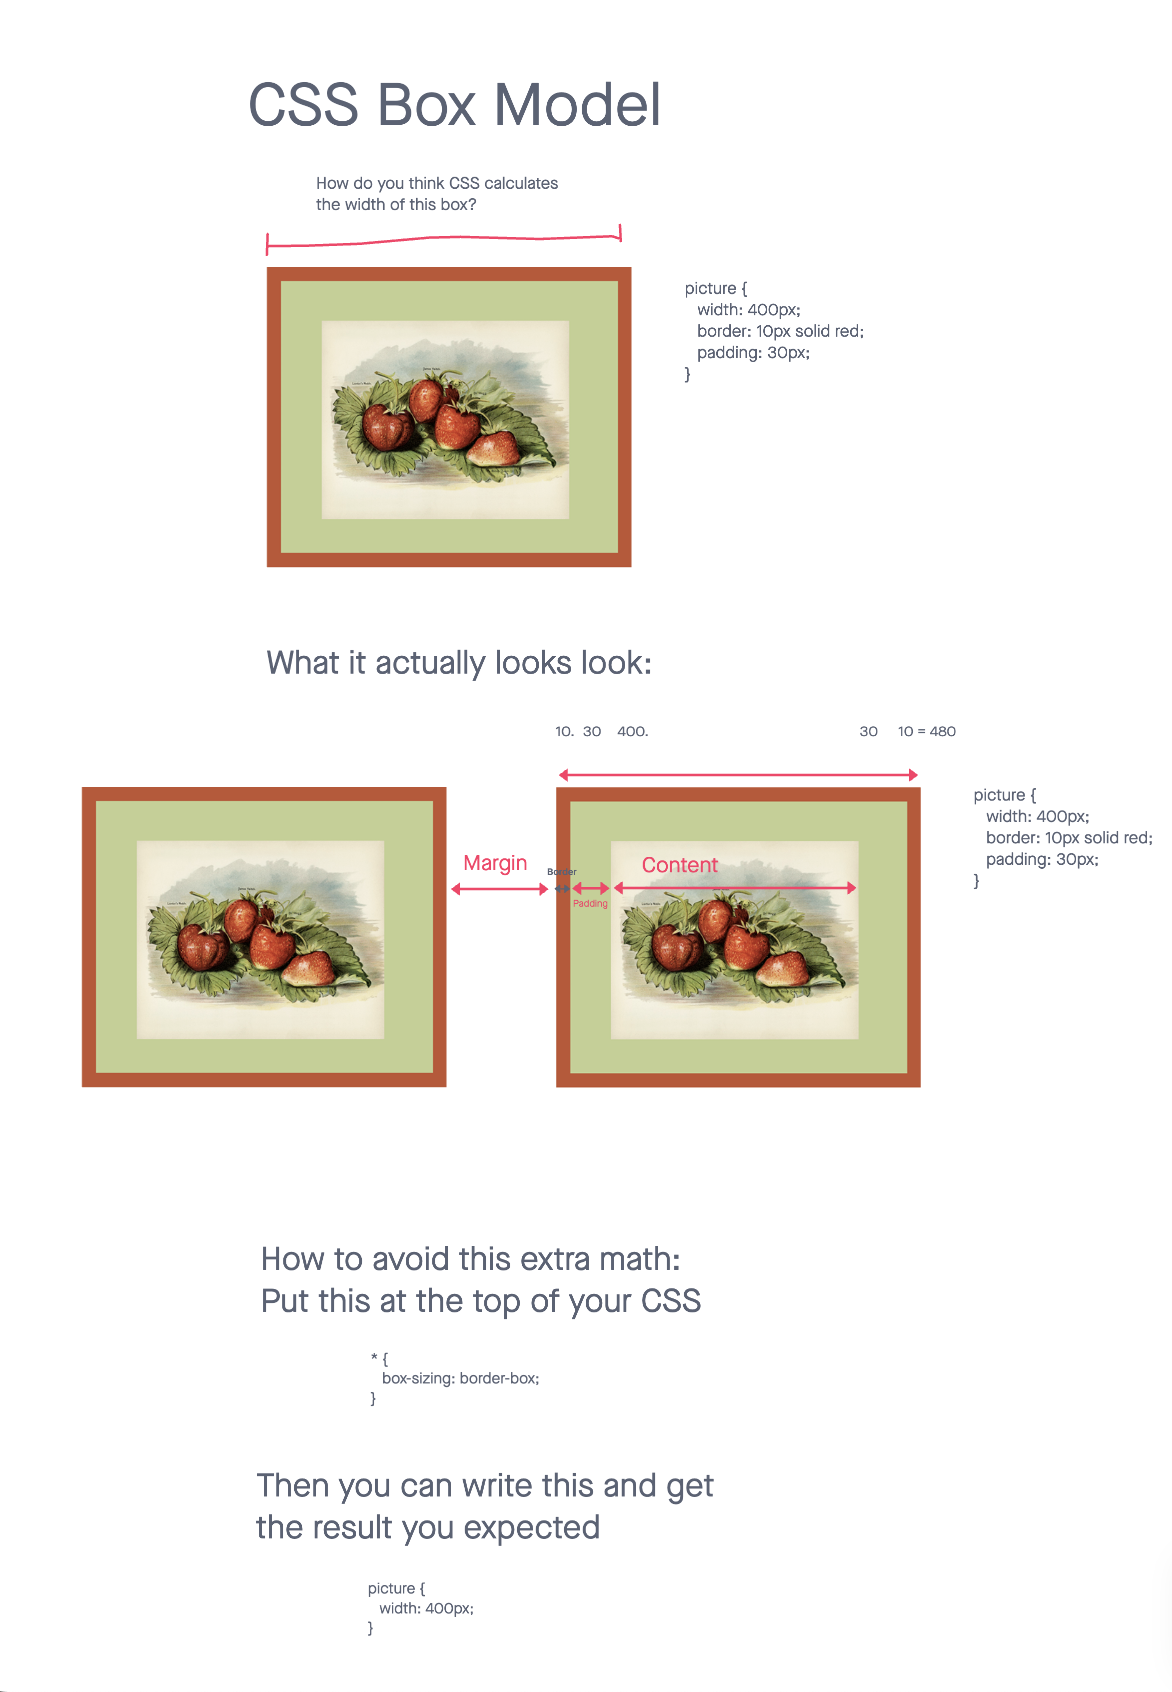 CSS Box Model
How do you think CSS calculates
the width of this box?
picture {
width: 400px;
border: 10px solid red;
padding: 30px;
}
What it actually looks look:
10. 30 400. 30 10 = 480
picture {
width: 400px;
border: 10px solid red;
padding: 30px;
}
Margin
Border
Padding
Content
How to avoid this extra math:
Put this at the top of your CSS
* {
box-sizing: border-box;
}
Then you can write this and get
the result you expected
picture {
width: 400px;
}